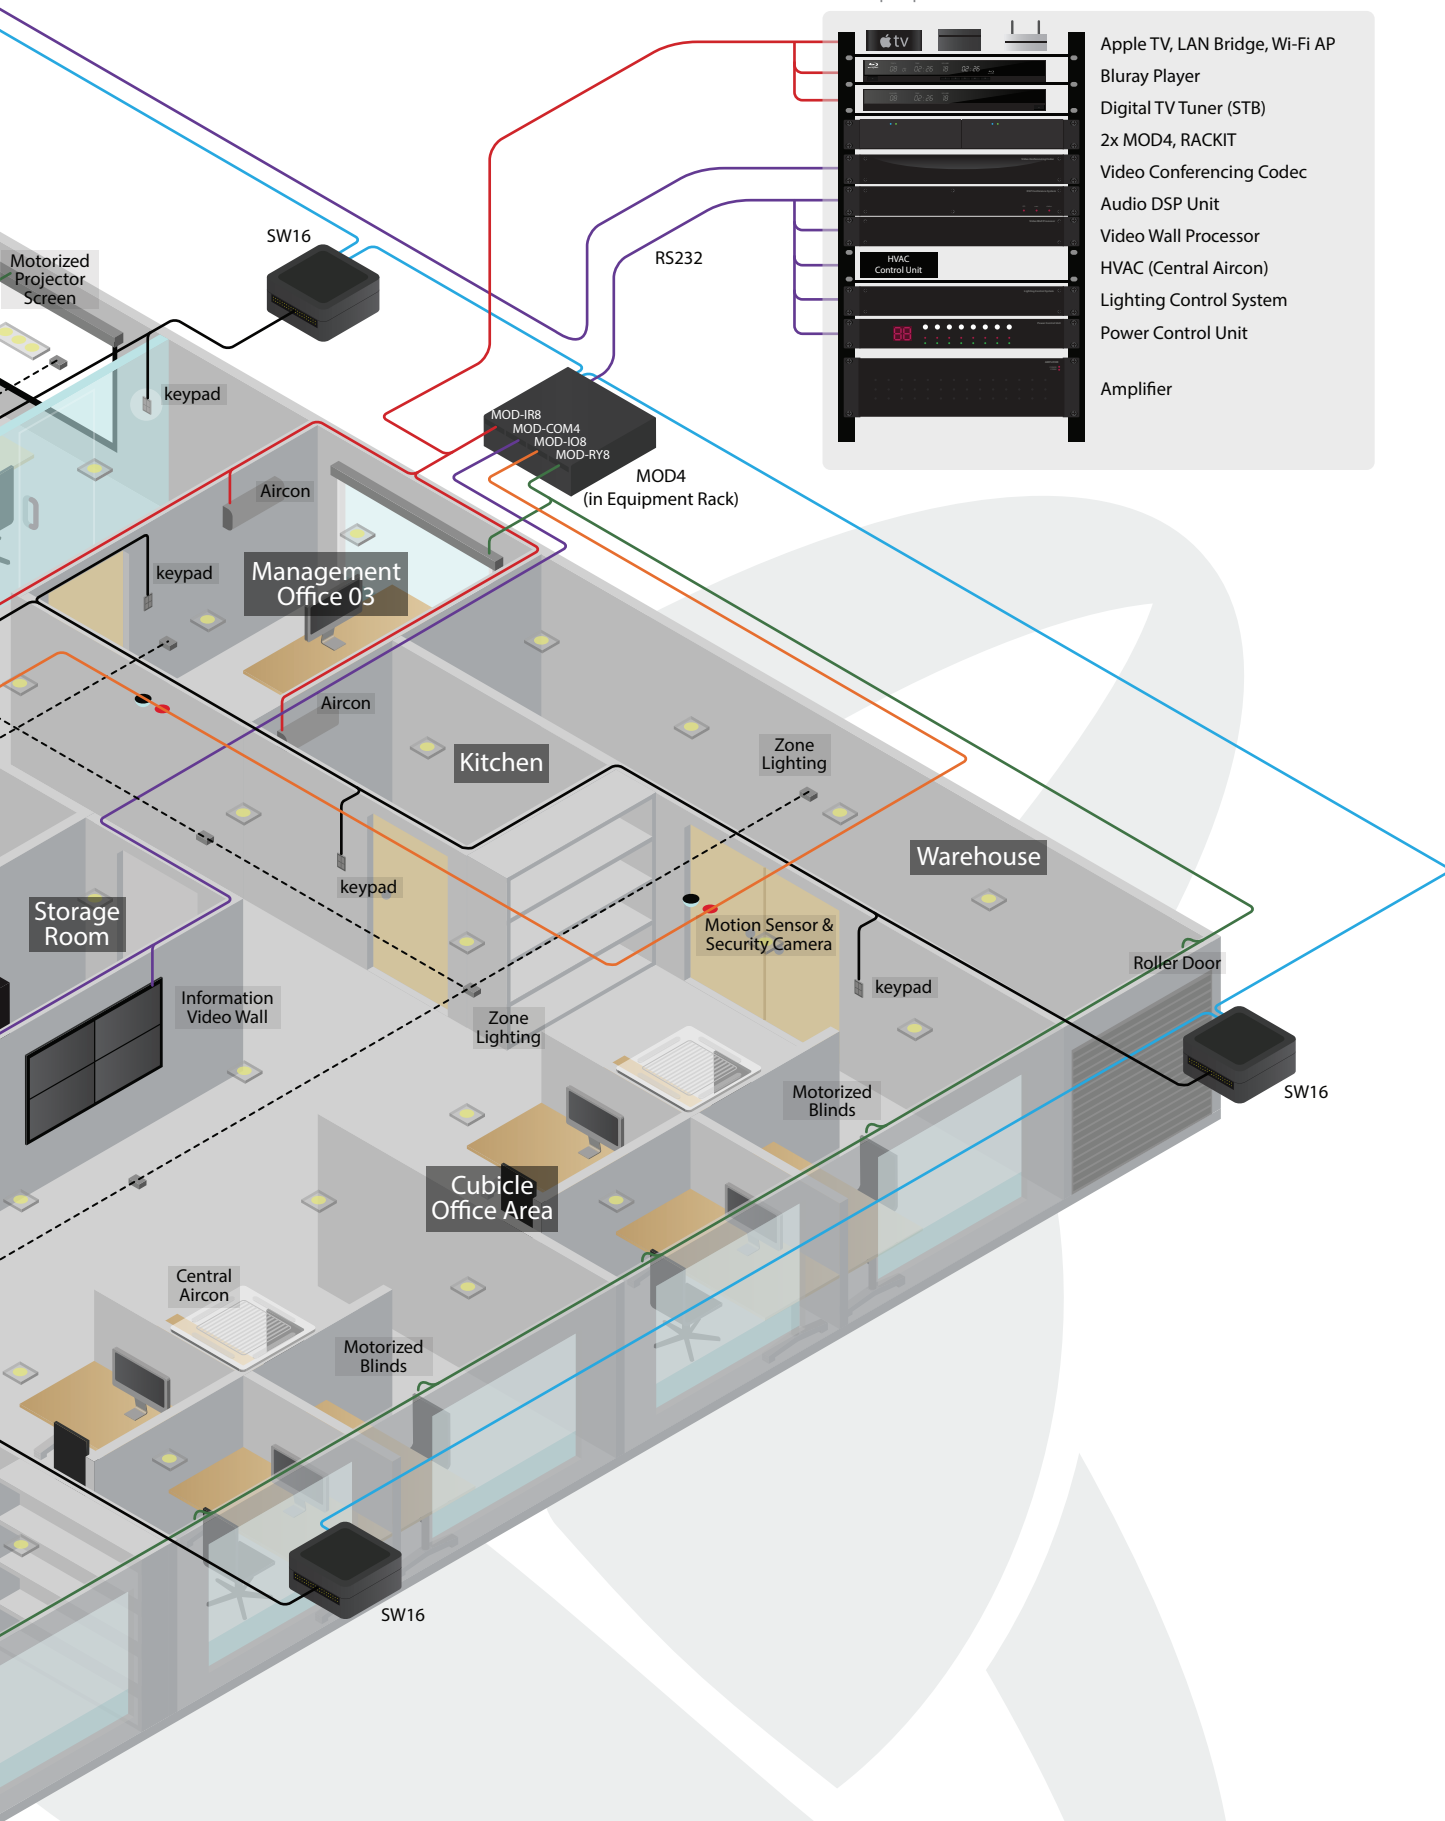 tv
Apple TV, LAN Bridge, Wi-Fi AP
Bluray Player
Digital TV Tuner (STB)
2x MOD4, RACKIT
Video Conferencing Codec
Audio DSP Unit
Video Wall Processor
HVAC
Control Unit
HVAC (Central Aircon)
Lighting Control System
88
Power Control Unit
Amplifier
SW16
RS232
Motorized
Projector
Screen
keypad
MOD-IR8
MOD-COM4
MOD-IO8
MOD-RY8
MOD4
(in Equipment Rack)
Aircon
keypad
Management
Office 03
Aircon
Kitchen
Zone
Lighting
Warehouse
keypad
Storage
Room
Motion Sensor &
Security Camera
Roller Door
keypad
Information
Video Wall
Zone
Lighting
Motorized
Blinds
SW16
Cubicle
Office Area
Central
Aircon
Motorized
Blinds
SW16